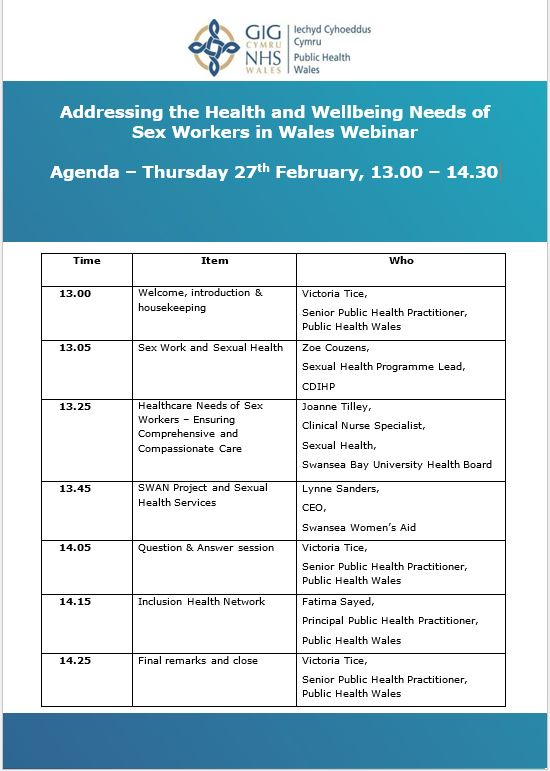 GIG
CYMRU
NHS
WALES
Iechyd Cyhoeddus
Cymru
Public Health
Wales
Addressing the Health and Wellbeing Needs of
Sex Workers in Wales Webinar
Agenda – Thursday 27th February, 13.00 – 14.30
Time Item Who
13.00 Welcome, introduction &
housekeeping
Victoria Tice,
Senior Public Health Practitioner,
Public Health Wales
13.05 Sex Work and Sexual Health
Zoe Couzens,
Sexual Health Programme Lead,
CDIHP
13.25 Healthcare Needs of Sex
Workers – Ensuring
Comprehensive and
Compassionate Care
Joanne Tilley,
Clinical Nurse Specialist,
Sexual Health,
Swansea Bay University Health Board
13.45 SWAN Project and Sexual
Health Services
Lynne Sanders,
CEO,
Swansea Women's Aid
14.05 Question & Answer session
Victoria Tice,
Senior Public Health Practitioner,
Public Health Wales
14.15 Inclusion Health Network
Fatima Sayed,
Principal Public Health Practitioner,
Public Health Wales
14.25 Final remarks and close
Victoria Tice,
Senior Public Health Practitioner,
Public Health Wales